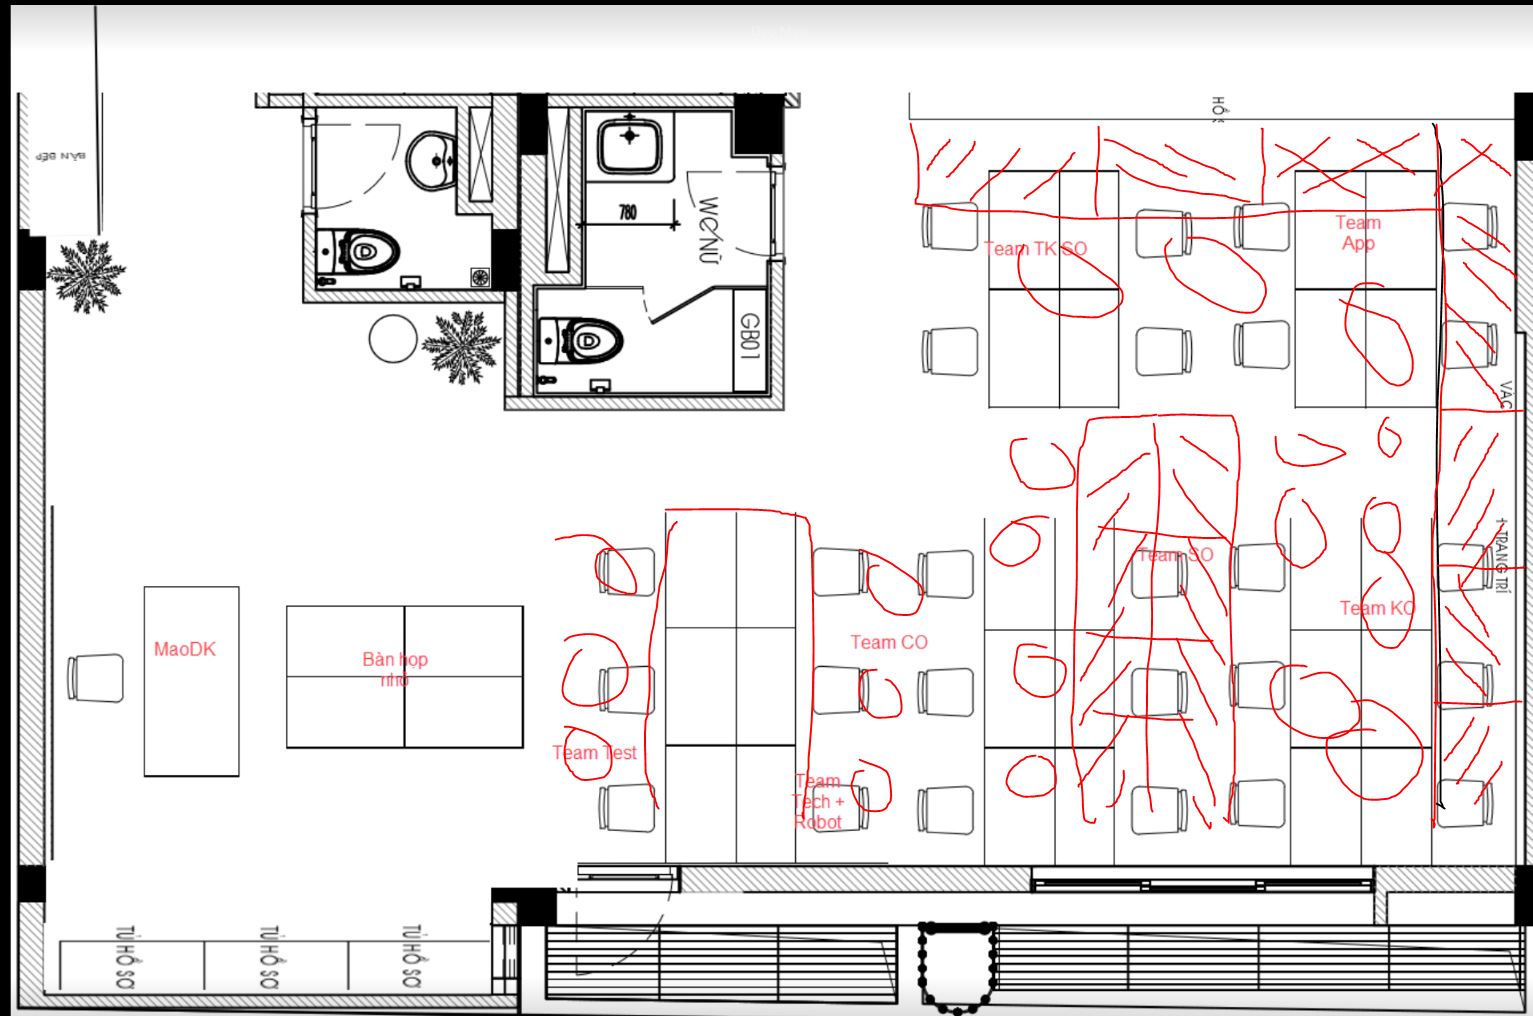 BÀN BẾP
780
WC NỮ
GB01
HỒ S
Team TK SO
Team
App
VÁC
TRANG TRÍ
Team SO
Team KO
Team CO
MaoDK
Bàn họp
nhỏ
Team Test
Team
Tech +
Robot
TỦ HỒ SƠ
TỦ HỒ SƠ
TỦ HỒ SƠ